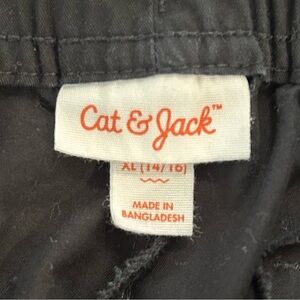 Cat & Jack™
XL (14/16)
MADE IN
BANGLADESH